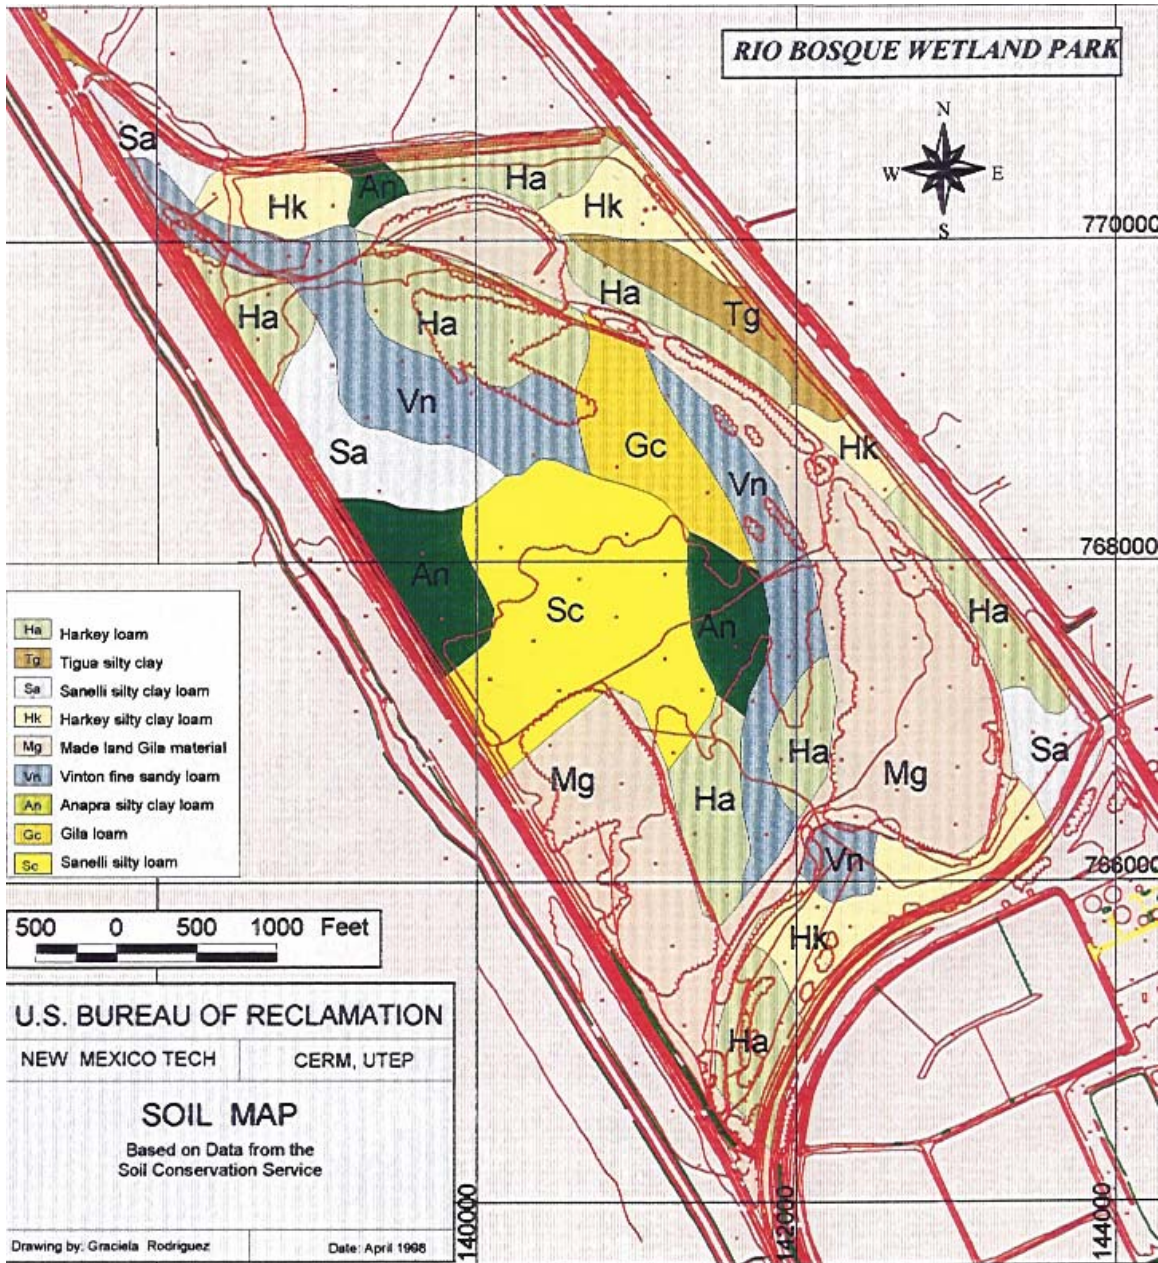 RIO BOSQUE WETLAND PARK
N
W E
S
770000
768000
766000
Sa
Hk
An
Ha
Hk
Ha
Ha
Ha
Tg
Vn
Sa
Gc
Vn
Hk
An
Sc
An
Ha
Mg
Ha
Ha
Mg
Sa
Vn
Hk
Ha
Ha Harkey loam
Tg Tigua silty clay
Sa Sanelli silty clay loam
Hk Harkey silty clay loam
Mg Made land Gila material
Vn Vinton fine sandy loam
An Anapra silty clay loam
Gc Gila loam
Sc Sanelli silty loam
500 0 500 1000 Feet
U.S. BUREAU OF RECLAMATION
NEW MEXICO TECH CERM, UTEP
SOIL MAP
Based on Data from the
Soil Conservation Service
Drawing by: Graciela Rodriguez Date: April 1998
140000
142000
144000